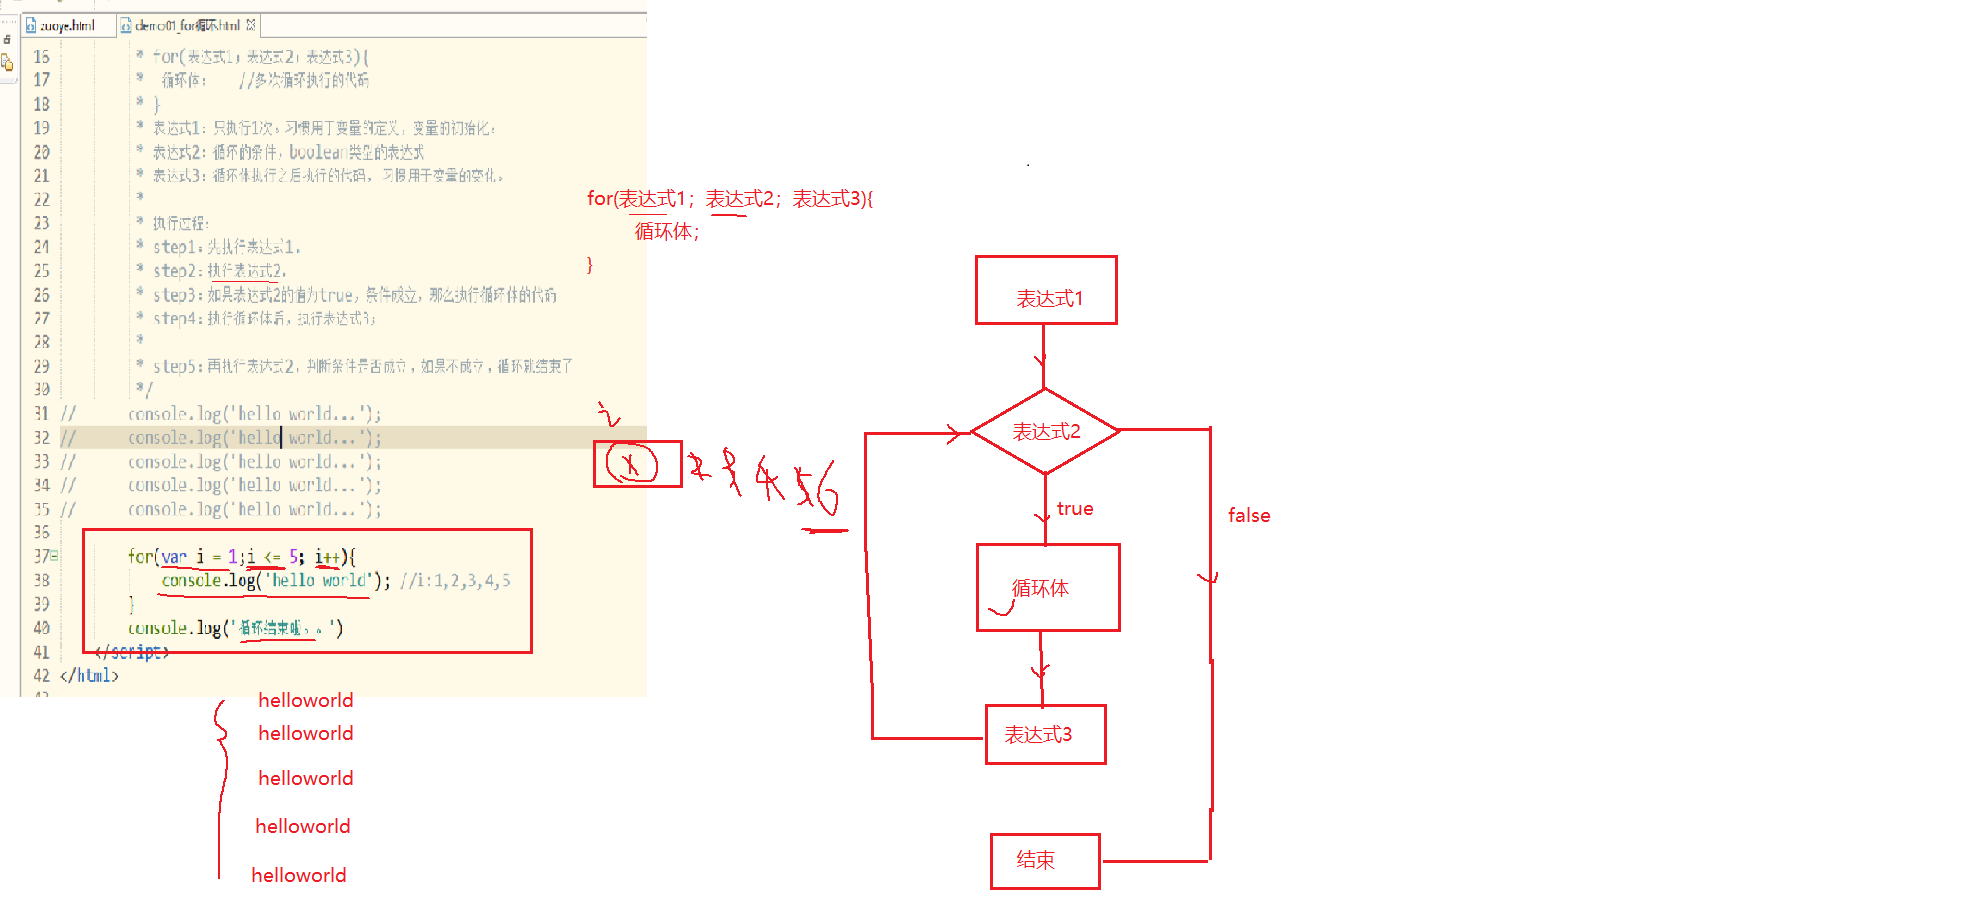 zuoye.html demo01_for循环.html
16 * for(表达式1; 表达式2; 表达式3){
17 * 循环体; //多次循环执行的代码
18 * }
19 * 表达式1:只执行1次。习惯用于变量的定义,变量的初始化。
20 * 表达式2:循环的条件,boolean类型的表达式
21 * 表达式3:循环体执行之后执行的代码, 习惯用于变量的变化。
22 *
23 * 执行过程:
24 * step1:先执行表达式1.
25 * step2:执行表达式2.
26 * step3:如果表达式2的值为true,条件成立,那么执行循环体的代码
27 * step4:执行循环体后,执行表达式3;
28 *
29 * step5:再执行表达式2, 判断条件是否成立,如果不成立,循环就结束了
30 */
31 // console.log('hello world...');
32 // console.log('hello world...');
33 // console.log('hello world...');
34 // console.log('hello world...');
35 // console.log('hello world...');
36
37 for(var i = 1;i <= 5; i++){
38 console.log('hello world'); //i:1,2,3,4,5
39 }
40 console.log('循环结束啦。。')
41 </script>
42 </html>
helloworld
helloworld
helloworld
helloworld
helloworld
for(表达式1;表达式2;表达式3){
循环体;
}
i
1 2 3 4 5 6
表达式1
表达式2
true
false
循环体
表达式3
结束